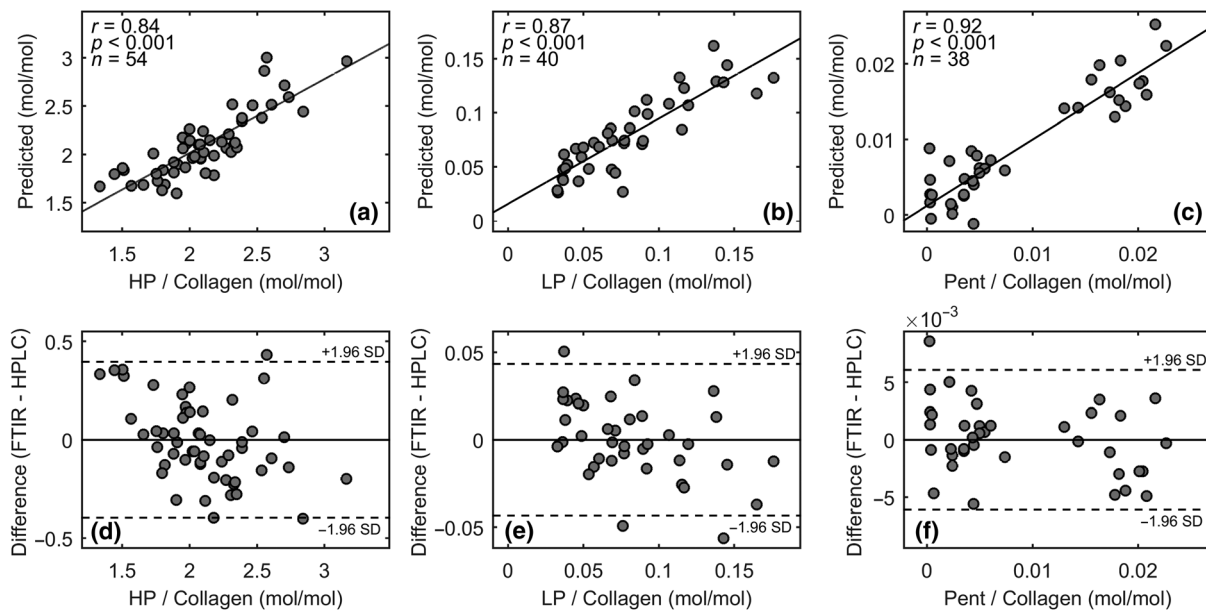 r = 0.84
p < 0.001
n = 54
3.0
2.5
2.0
1.5
Predicted (mol/mol)
(a)
1.5 2 2.5 3
HP / Collagen (mol/mol)
r = 0.87
p < 0.001
n = 40
0.15
0.10
0.05
0
Predicted (mol/mol)
(b)
0 0.05 0.10 0.15
LP / Collagen (mol/mol)
r = 0.92
p < 0.001
n = 38
0.02
0.01
0
Predicted (mol/mol)
(c)
0 0.01 0.02
Pent / Collagen (mol/mol)
0.5
0
−0.5
Difference (FTIR - HPLC)
+1.96 SD
−1.96 SD
(d)
1.5 2 2.5 3
HP / Collagen (mol/mol)
0.05
0
−0.05
Difference (FTIR - HPLC)
+1.96 SD
−1.96 SD
(e)
0 0.05 0.10 0.15
LP / Collagen (mol/mol)
×10⁻³
5
0
−5
Difference (FTIR - HPLC)
+1.96 SD
−1.96 SD
(f)
0 0.01 0.02
Pent / Collagen (mol/mol)